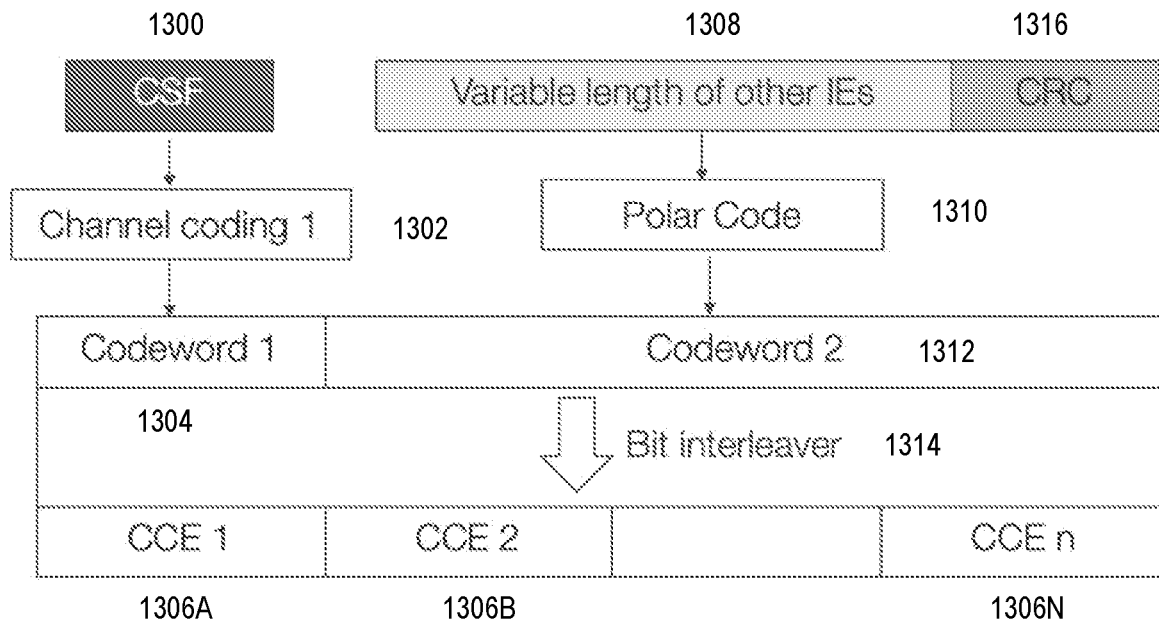 1300 1308 1316
CSF Variable length of other IEs CRC
Channel coding 1 1302 Polar Code 1310
Codeword 1 Codeword 2 1312
1304
Bit interleaver 1314
CCE 1 CCE 2 CCE n
1306A 1306B 1306N